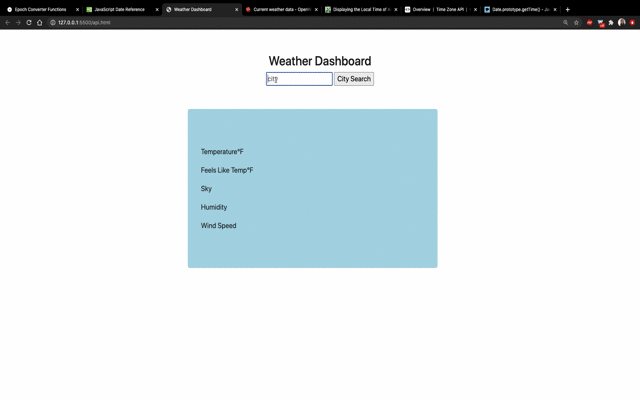 Epoch Converter Functions
JavaScript Date Reference
Weather Dashboard
Current weather data - OpenW
Displaying the Local Time of A
Overview | Time Zone API |
Date.prototype.getTime() - Ja
127.0.0.1:5500/api.html
Weather Dashboard
city
City Search
Temperature°F
Feels Like Temp°F
Sky
Humidity
Wind Speed